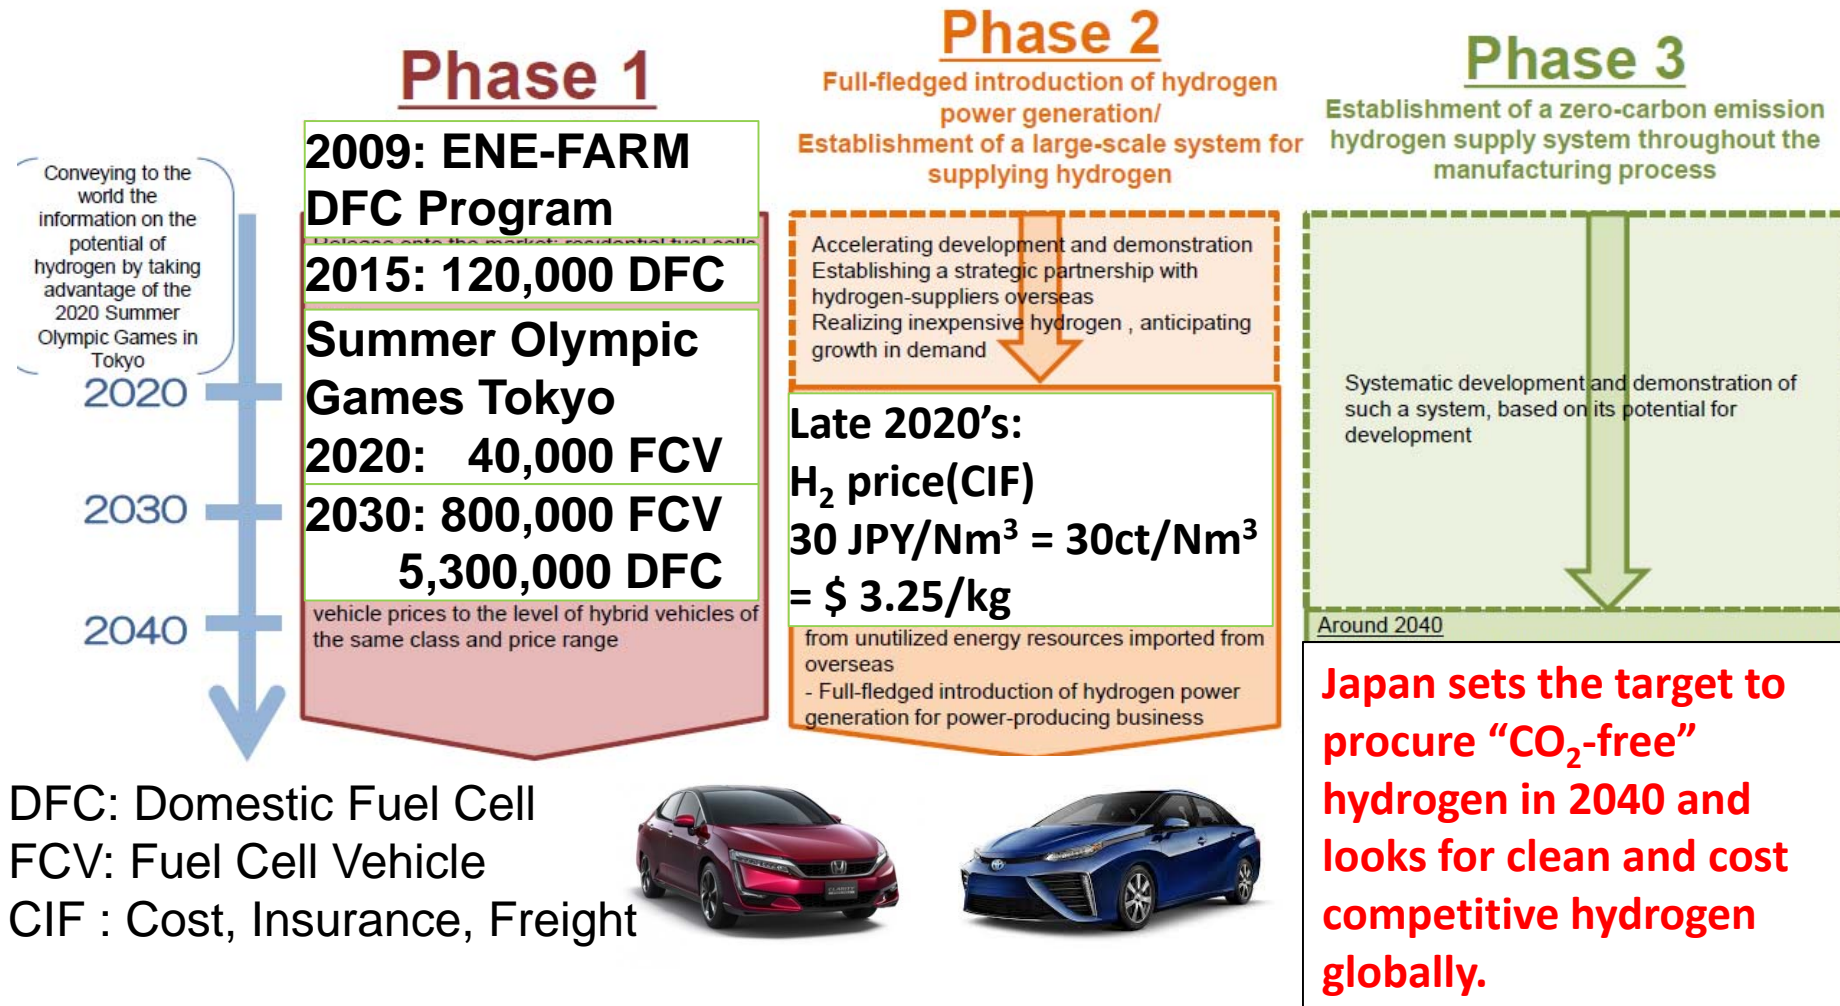 Phase 1
2009: ENE-FARM
DFC Program
Release onto the market: residential fuel cells
2015: 120,000 DFC
Summer Olympic
Games Tokyo
2020: 40,000 FCV
2030: 800,000 FCV
5,300,000 DFC
vehicle prices to the level of hybrid vehicles of
the same class and price range
Conveying to the
world the
information on the
potential of
hydrogen by taking
advantage of the
2020 Summer
Olympic Games in
Tokyo
2020
2030
2040
Phase 2
Full-fledged introduction of hydrogen
power generation/
Establishment of a large-scale system for
supplying hydrogen
Accelerating development and demonstration
Establishing a strategic partnership with
hydrogen-suppliers overseas
Realizing inexpensive hydrogen , anticipating
growth in demand
Late 2020’s:
H₂ price(CIF)
30 JPY/Nm³ = 30ct/Nm³
= $ 3.25/kg
from unutilized energy resources imported from
overseas
- Full-fledged introduction of hydrogen power
generation for power-producing business
Phase 3
Establishment of a zero-carbon emission
hydrogen supply system throughout the
manufacturing process
Systematic development and demonstration of
such a system, based on its potential for
development
Around 2040
Japan sets the target to
procure “CO₂-free”
hydrogen in 2040 and
looks for clean and cost
competitive hydrogen
globally.
DFC: Domestic Fuel Cell
FCV: Fuel Cell Vehicle
CIF : Cost, Insurance, Freight
CLARITY